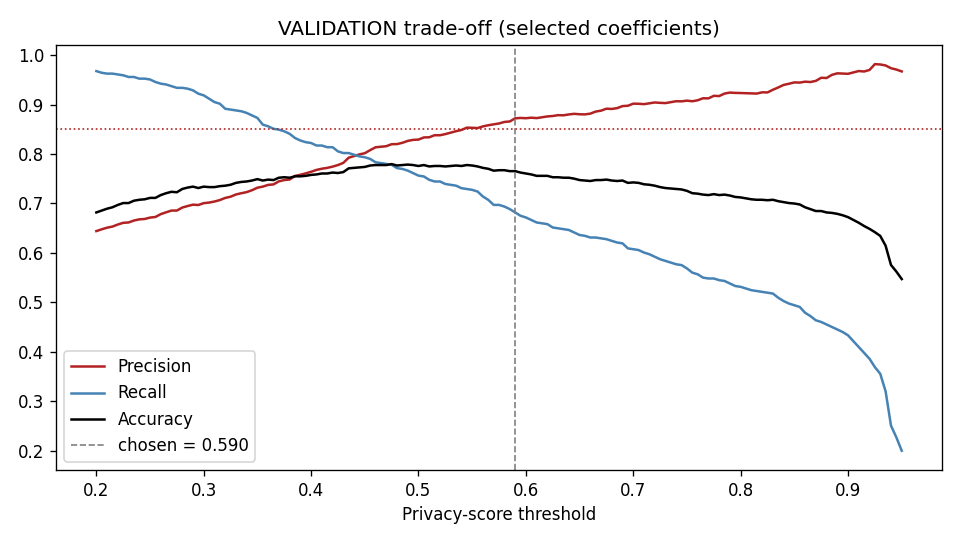 VALIDATION trade-off (selected coefficients)
1.0
0.9
0.8
0.7
0.6
0.5
0.4
0.3
0.2
Precision
Recall
Accuracy
chosen = 0.590
0.2 0.3 0.4 0.5 0.6 0.7 0.8 0.9
Privacy-score threshold